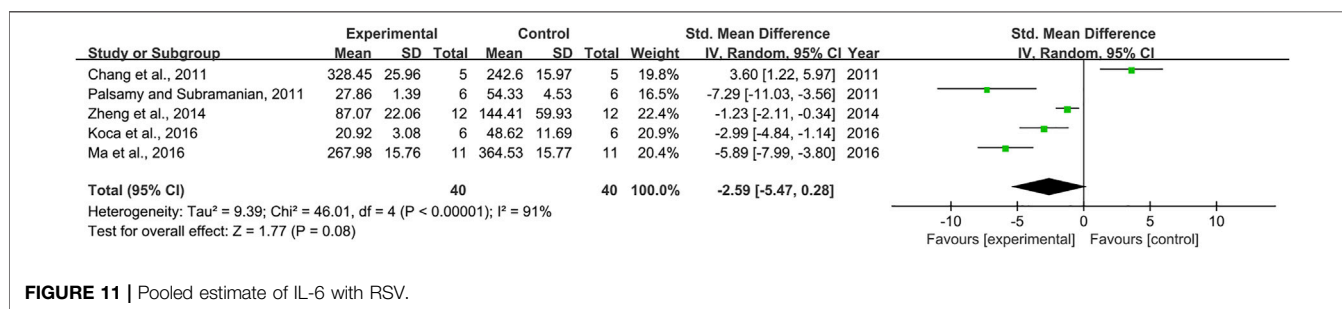 Experimental Control Std. Mean Difference Std. Mean Difference
Study or Subgroup Mean SD Total Mean SD Total Weight IV, Random, 95% CI Year IV, Random, 95% CI
Chang et al., 2011 328.45 25.96 5 242.6 15.97 5 19.8% 3.60 [1.22, 5.97] 2011
Palsamy and Subramanian, 2011 27.86 1.39 6 54.33 4.53 6 16.5% -7.29 [-11.03, -3.56] 2011
Zheng et al., 2014 87.07 22.06 12 144.41 59.93 12 22.4% -1.23 [-2.11, -0.34] 2014
Koca et al., 2016 20.92 3.08 6 48.62 11.69 6 20.9% -2.99 [-4.84, -1.14] 2016
Ma et al., 2016 267.98 15.76 11 364.53 15.77 11 20.4% -5.89 [-7.99, -3.80] 2016
Total (95% CI) 40 40 100.0% -2.59 [-5.47, 0.28]
Heterogeneity: Tau² = 9.39; Chi² = 46.01, df = 4 (P < 0.00001); I² = 91%
Test for overall effect: Z = 1.77 (P = 0.08)
-10 -5 0 5 10
Favours [experimental] Favours [control]
FIGURE 11 | Pooled estimate of IL-6 with RSV.